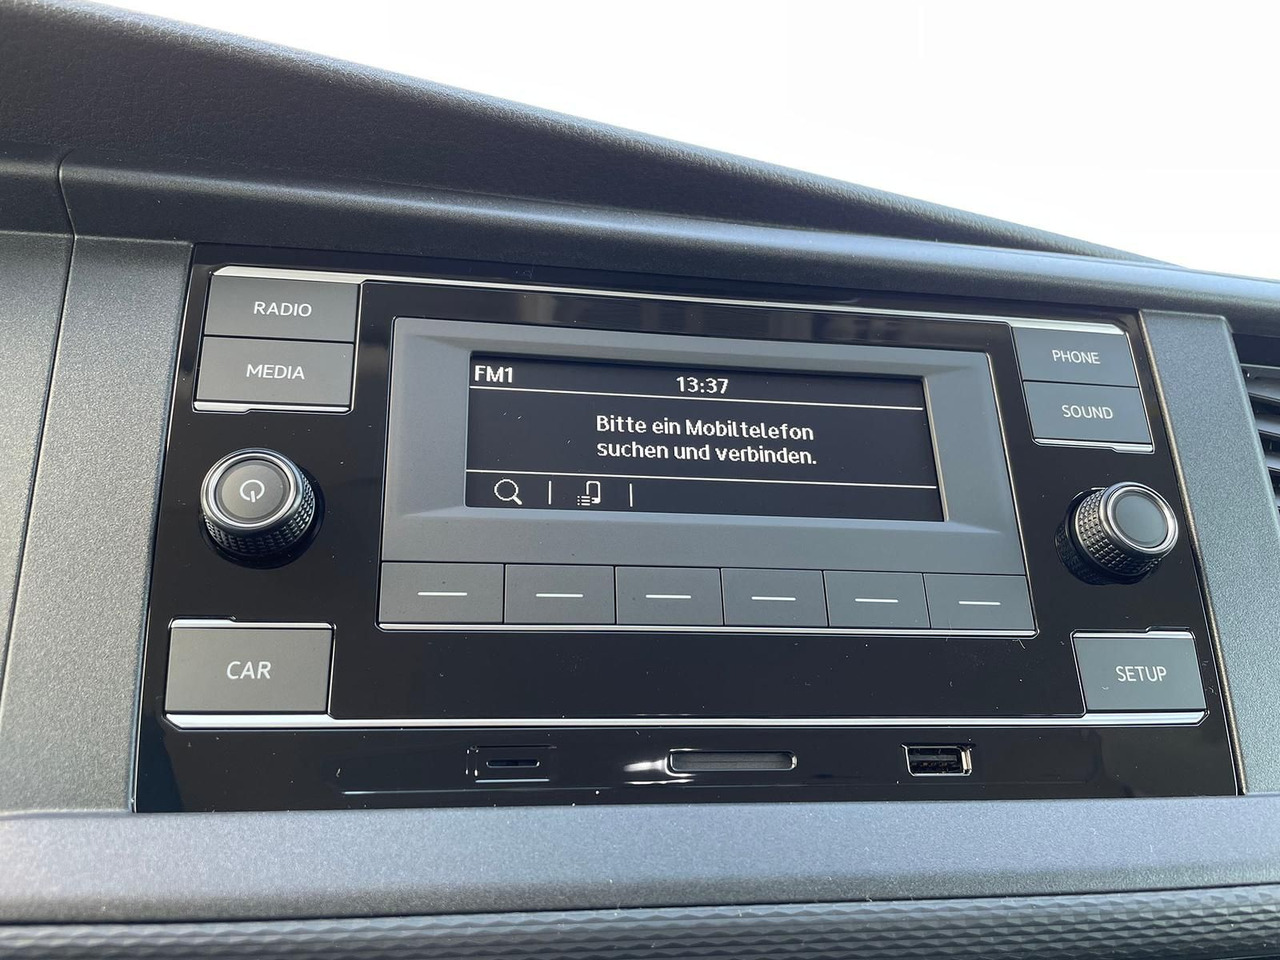 RADIO
MEDIA
FM1
13:37
Bitte ein Mobiltelefon
suchen und verbinden.
PHONE
SOUND
CAR
SETUP